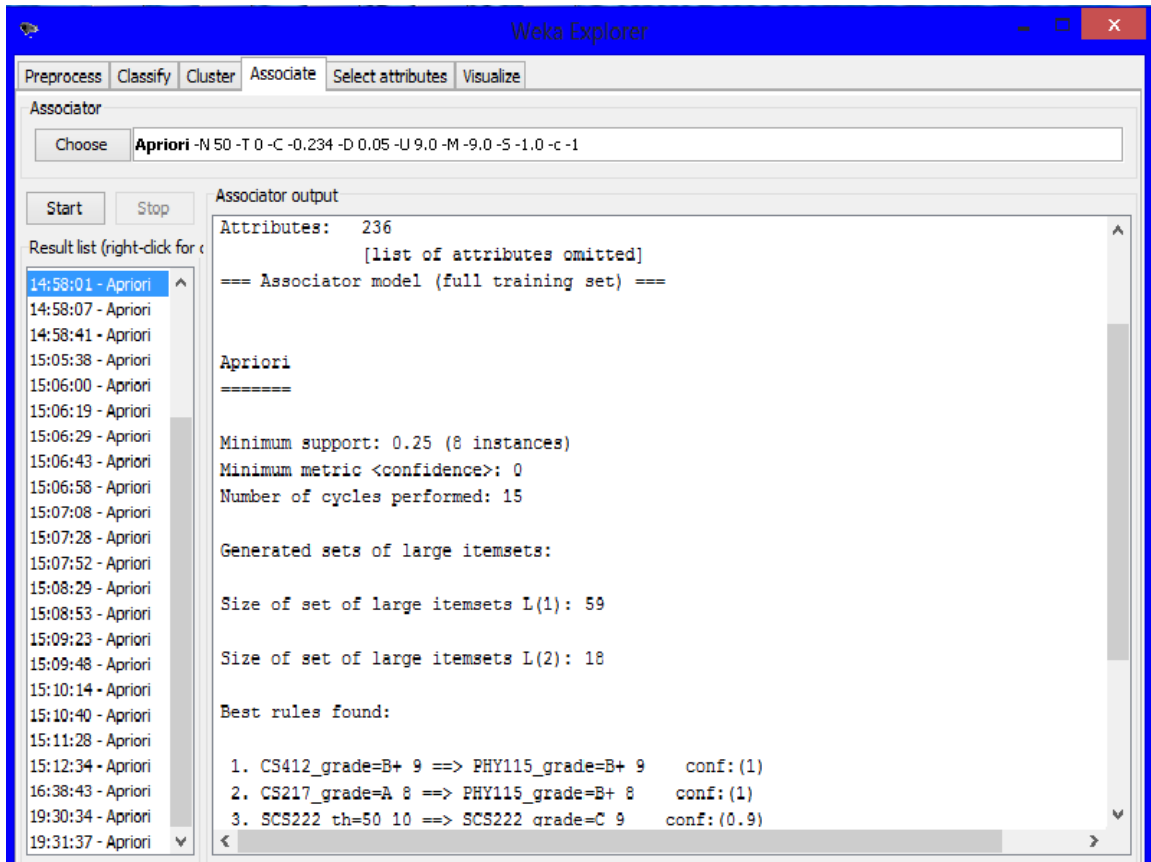 Weka Explorer
Preprocess Classify Cluster Associate Select attributes Visualize
Associator
Choose Apriori -N 50 -T 0 -C -0.234 -D 0.05 -U 9.0 -M -9.0 -S -1.0 -c -1
Start Stop
Result list (right-click for
14:58:01 - Apriori
14:58:07 - Apriori
14:58:41 - Apriori
15:05:38 - Apriori
15:06:00 - Apriori
15:06:19 - Apriori
15:06:29 - Apriori
15:06:43 - Apriori
15:06:58 - Apriori
15:07:08 - Apriori
15:07:28 - Apriori
15:07:52 - Apriori
15:08:29 - Apriori
15:08:53 - Apriori
15:09:23 - Apriori
15:09:48 - Apriori
15:10:14 - Apriori
15:10:40 - Apriori
15:11:28 - Apriori
15:12:34 - Apriori
16:38:43 - Apriori
19:30:34 - Apriori
19:31:37 - Apriori
Associator output
Attributes: 236
[list of attributes omitted]
=== Associator model (full training set) ===
Apriori
=======
Minimum support: 0.25 (8 instances)
Minimum metric <confidence>: 0
Number of cycles performed: 15
Generated sets of large itemsets:
Size of set of large itemsets L(1): 59
Size of set of large itemsets L(2): 18
Best rules found:
1. CS412_grade=B+ 9 ==> PHY115_grade=B+ 9 conf:(1)
2. CS217_grade=A 8 ==> PHY115_grade=B+ 8 conf:(1)
3. SCS222_th=50 10 ==> SCS222_grade=C 9 conf:(0.9)